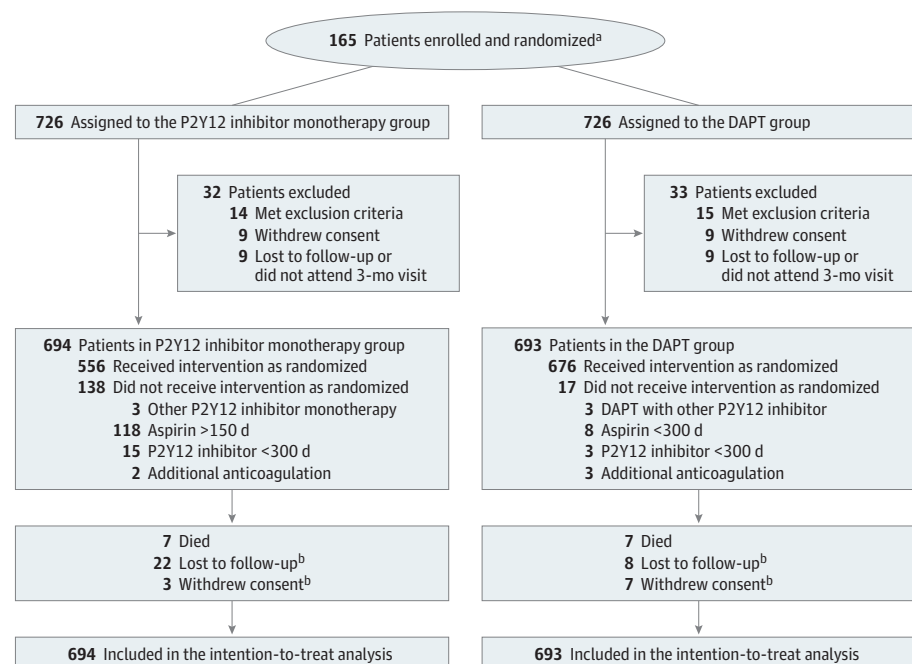 165 Patients enrolled and randomizedᵃ
726 Assigned to the P2Y12 inhibitor monotherapy group
726 Assigned to the DAPT group
32 Patients excluded
14 Met exclusion criteria
9 Withdrew consent
9 Lost to follow-up or
did not attend 3-mo visit
33 Patients excluded
15 Met exclusion criteria
9 Withdrew consent
9 Lost to follow-up or
did not attend 3-mo visit
694 Patients in P2Y12 inhibitor monotherapy group
556 Received intervention as randomized
138 Did not receive intervention as randomized
3 Other P2Y12 inhibitor monotherapy
118 Aspirin >150 d
15 P2Y12 inhibitor <300 d
2 Additional anticoagulation
693 Patients in the DAPT group
676 Received intervention as randomized
17 Did not receive intervention as randomized
3 DAPT with other P2Y12 inhibitor
8 Aspirin <300 d
3 P2Y12 inhibitor <300 d
3 Additional anticoagulation
7 Died
22 Lost to follow-upᵇ
3 Withdrew consentᵇ
7 Died
8 Lost to follow-upᵇ
7 Withdrew consentᵇ
694 Included in the intention-to-treat analysis
693 Included in the intention-to-treat analysis